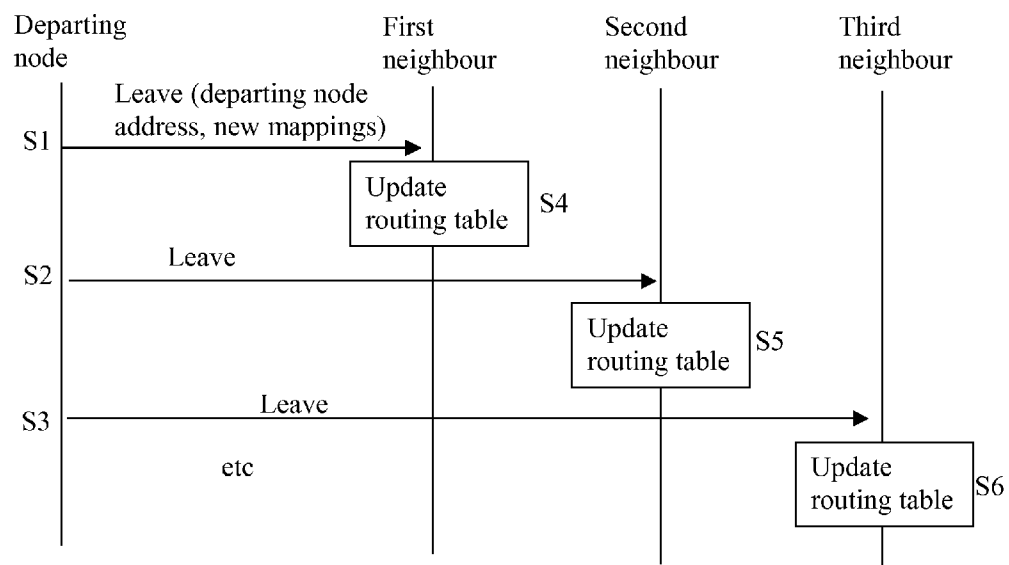 Departing
node
First
neighbour
Second
neighbour
Third
neighbour
Leave (departing node
address, new mappings)
S1
Update
routing table
S4
Leave
S2
Update
routing table
S5
Leave
S3
etc
Update
routing table
S6